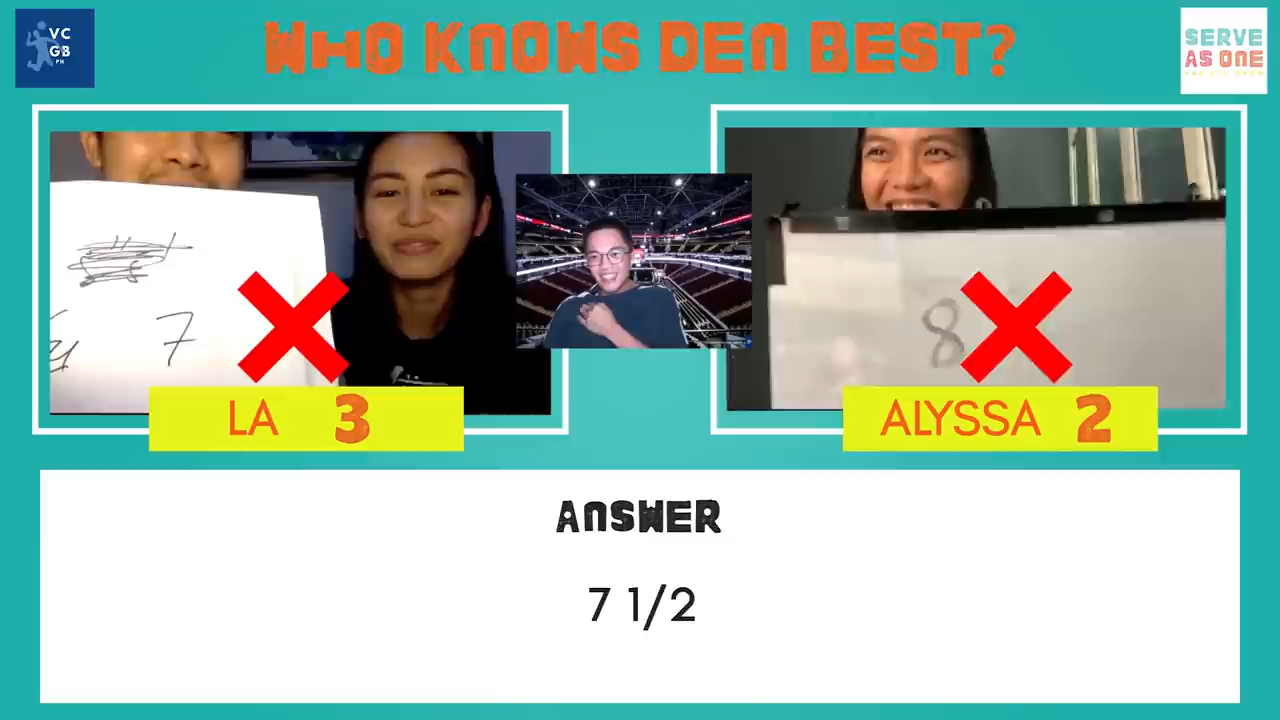 VC
GB
PH
WHO KNOWS DEN BEST?
SERVE
AS ONE
7
8
LA 3
ALYSSA 2
ANSWER
7 1/2